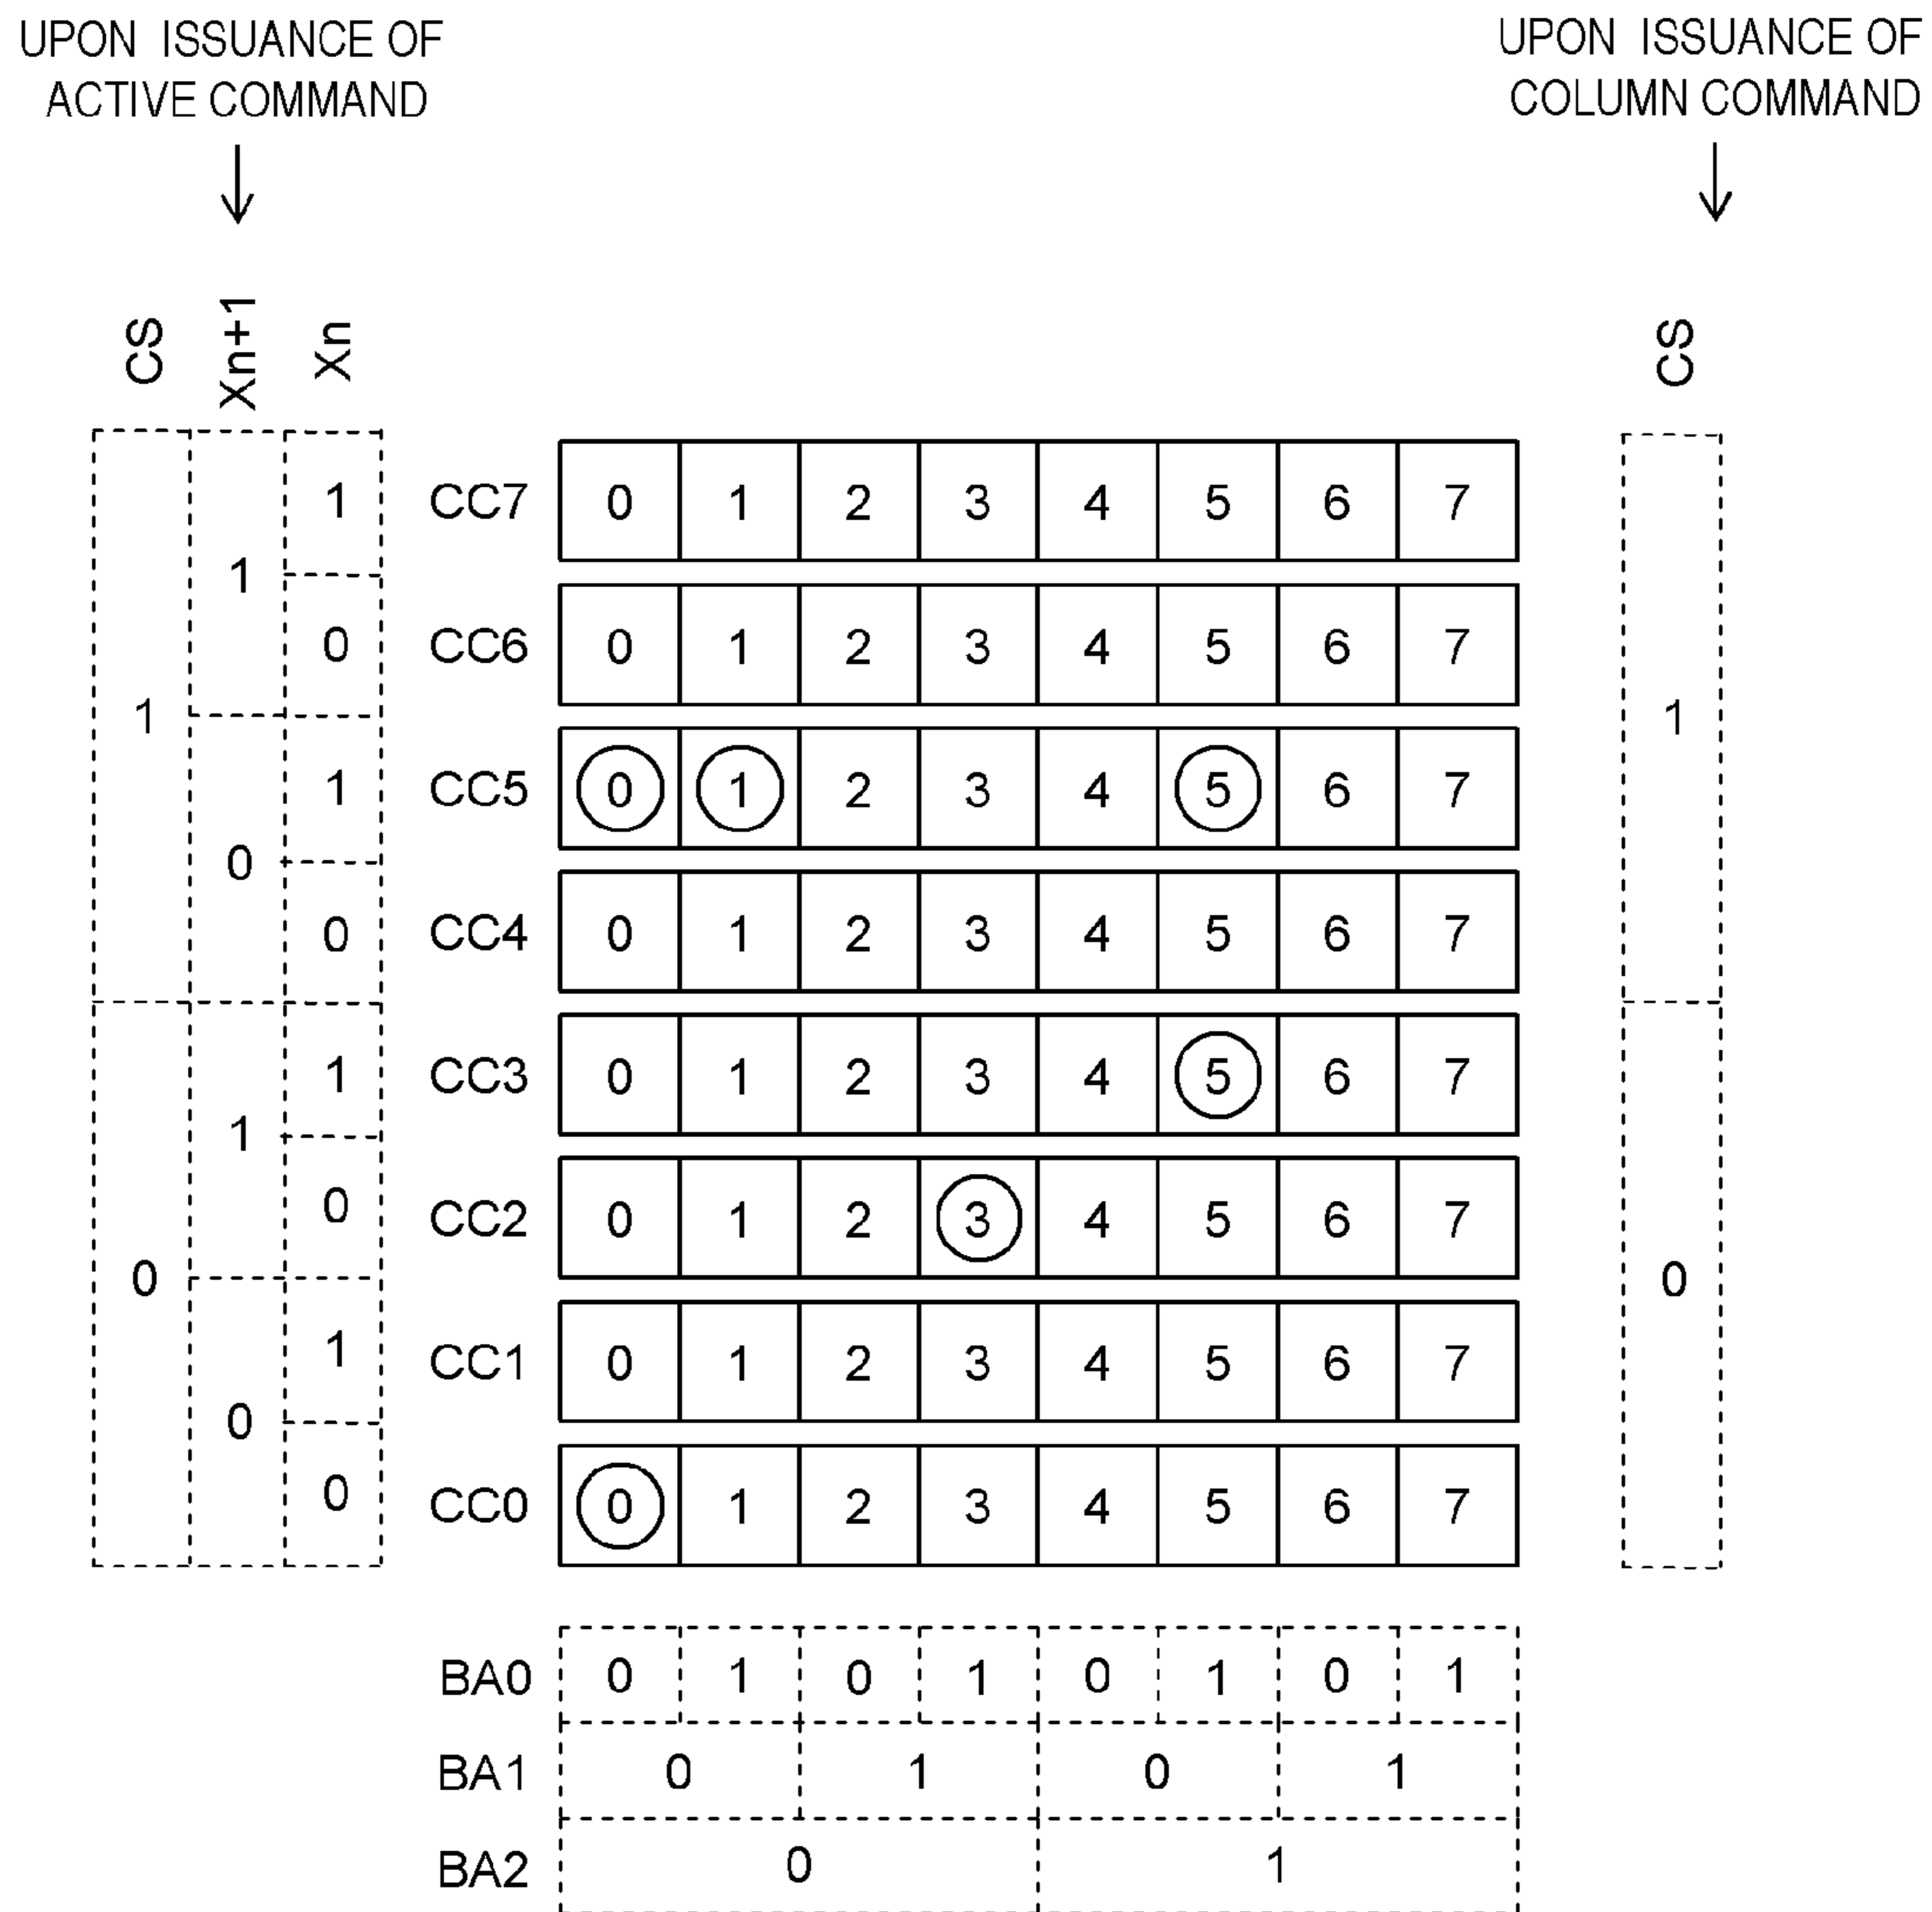 UPON ISSUANCE OF
ACTIVE COMMAND
UPON ISSUANCE OF
COLUMN COMMAND
CS Xn+1 Xn CS
1 CC7 0 1 2 3 4 5 6 7
1
0 CC6 0 1 2 3 4 5 6 7
1 1
1 CC5 0 1 2 3 4 5 6 7
0
0 CC4 0 1 2 3 4 5 6 7
1 CC3 0 1 2 3 4 5 6 7
1
0 CC2 0 1 2 3 4 5 6 7
0 0
1 CC1 0 1 2 3 4 5 6 7
0
0 CC0 0 1 2 3 4 5 6 7
BA0 0 1 0 1 0 1 0 1
BA1 0 1 0 1
BA2 0 1